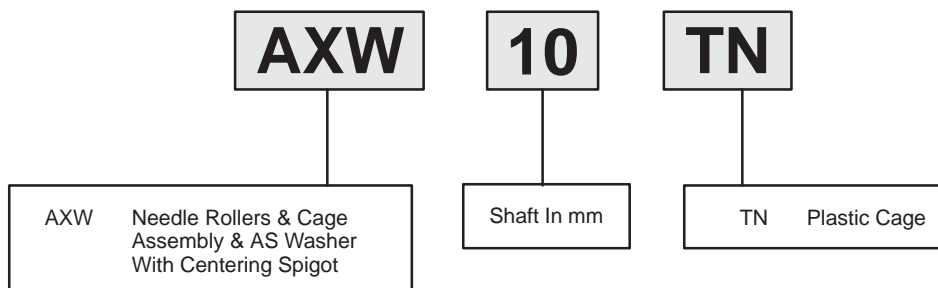 AXW 10 TN
AXW Needle Rollers & Cage
Assembly & AS Washer
With Centering Spigot
Shaft In mm
TN Plastic Cage